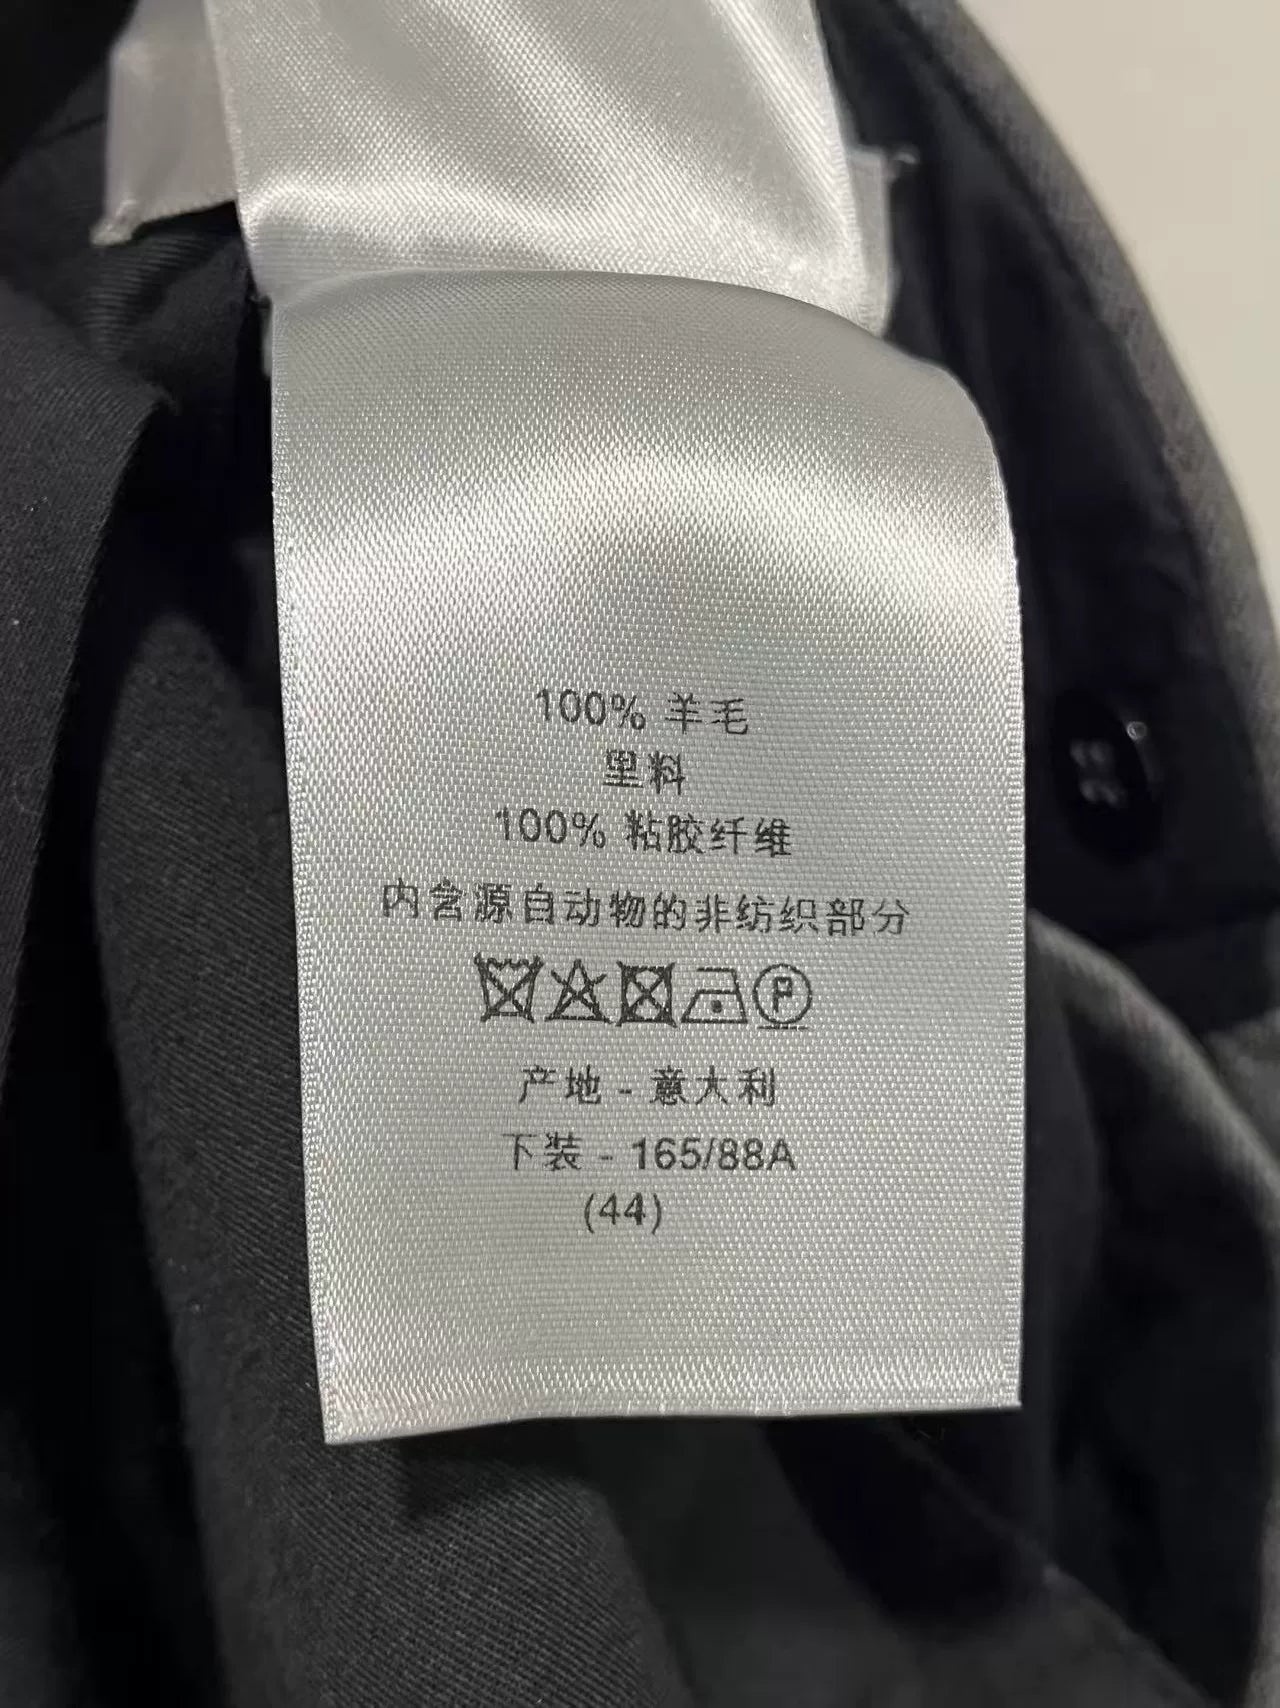 100% 羊毛
里料
100% 粘胶纤维
内含源自动物的非纺织部分
P
产地 - 意大利
下装 - 165/88A
(44)